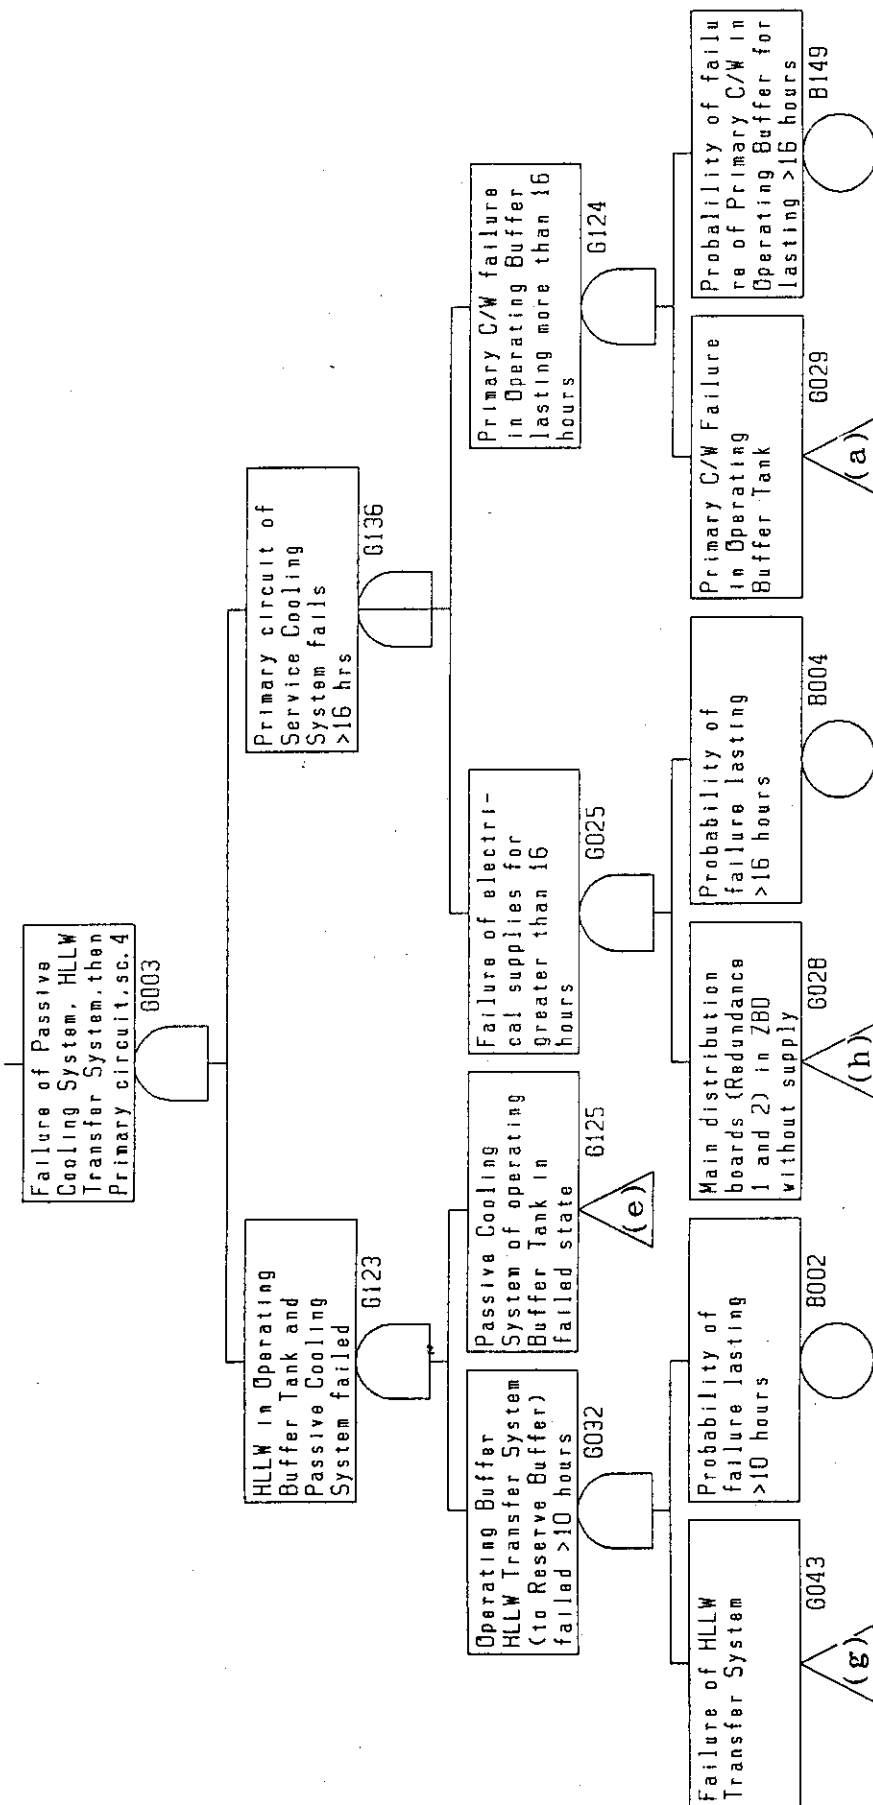 Failure of Passive
Cooling System, HLLW
Transfer System,then
Primary circuit,sc.4
G003
HLLW in Operating
Buffer Tank and
Passive Cooling
System failed
G123
Primary circuit of
Service Cooling
System fails
>16 hrs
G136
Operating Buffer
HLLW Transfer System
(to Reserve Buffer)
failed >10 hours
G032
Passive Cooling
System of operating
Buffer Tank in
failed state
G125
(e)
Failure of electri-
cal supplies for
greater than 16
hours
G025
Primary C/W failure
in Operating Buffer
lasting more than 16
hours
G124
Failure of HLLW
Transfer System
G043
(g)
Probability of
failure lasting
>10 hours
B002
Main distribution
boards (Redundance
1 and 2) in ZBD
without supply
G028
(h)
Probability of
failure lasting
>16 hours
B004
Primary C/W Failure
in Operating
Buffer Tank
G029
(a)
Probalility of failu
re of Primary C/W in
Operating Buffer for
lasting >16 hours
B149